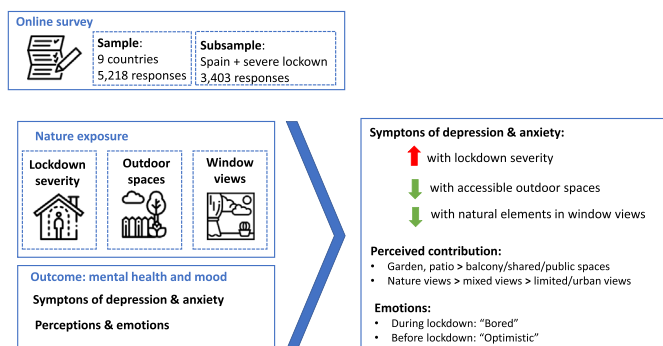 Online survey
Sample:
9 countries
5,218 responses
Subsample:
Spain + severe lockown
3,403 responses
Nature exposure
Lockdown
severity
Outdoor
spaces
Window
views
Outcome: mental health and mood
Symptons of depression & anxiety
Perceptions & emotions
Symptons of depression & anxiety:
with lockdown severity
with accessible outdoor spaces
with natural elements in window views
Perceived contribution:
• Garden, patio > balcony/shared/public spaces
• Nature views > mixed views > limited/urban views
Emotions:
• During lockdown: “Bored”
• Before lockdown: “Optimistic”